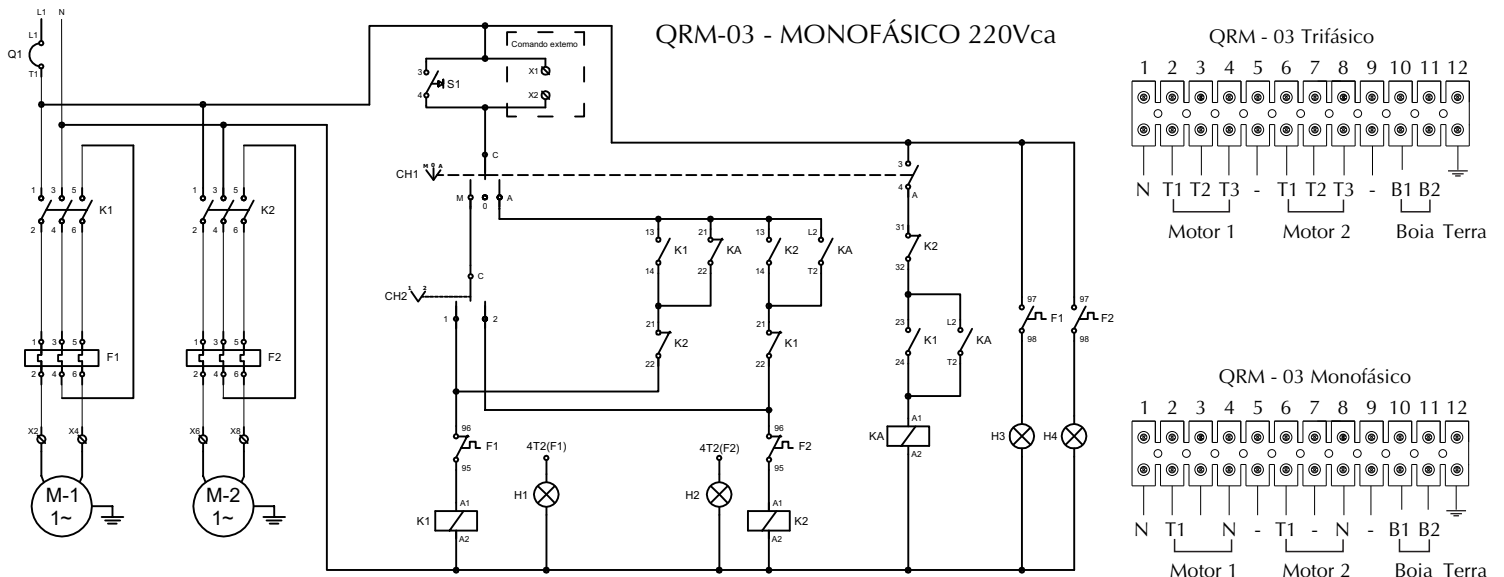 QRM-03 - MONOFÁSICO 220Vca
L1 N
L1
Q1
T1
1 3 5
K1
2 4 6
1 3 5
K2
2 4 6
1 3 5
F1
2 4 6
1 3 5
F2
2 4 6
X2 X4
X6 X8
M-1
1~
M-2
1~
Comando externo
3
S1
4
X1
X2
C
CH1
M 0 A
M 0 A
C
CH2
1 2
1 2
13
K1
14
21
KA
22
13
K2
14
L2
KA
T2
21
K2
22
21
K1
22
96
F1
95
4T2(F1)
H1
A1
K1
A2
4T2(F2)
H2
96
F2
95
A1
K2
A2
3
4
A
31
K2
32
23
K1
24
L2
KA
T2
A1
KA
A2
97
F1
98
97
F2
98
H3
H4
QRM - 03 Trifásico
1 2 3 4 5 6 7 8 9 10 11 12
N T1 T2 T3 - T1 T2 T3 - B1 B2
Motor 1 Motor 2 Boia Terra
QRM - 03 Monofásico
1 2 3 4 5 6 7 8 9 10 11 12
N T1 N - T1 - N - B1 B2
Motor 1 Motor 2 Boia Terra